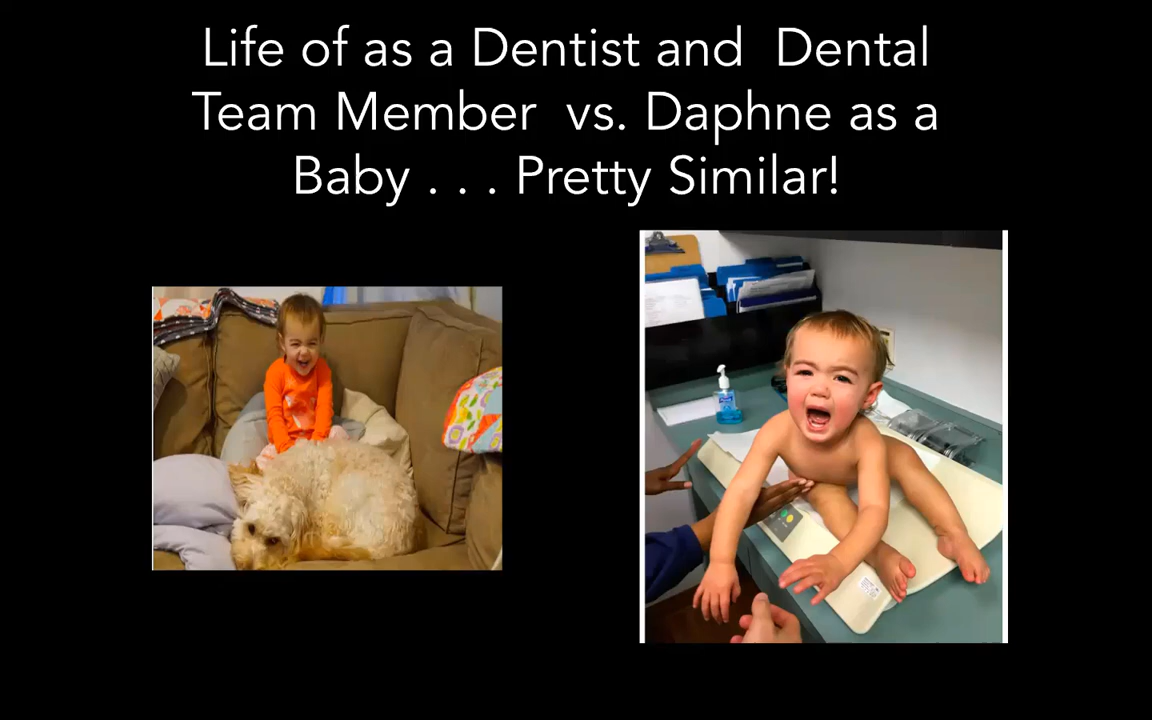 Life of as a Dentist and  Dental
Team Member  vs. Daphne as a
Baby . . . Pretty Similar!